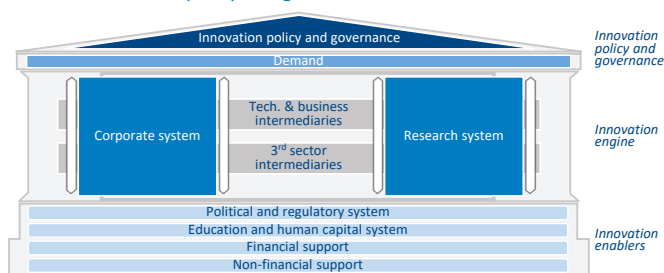 Innovation policy and governance
Innovation
policy and
governance
Demand
Tech. & business
intermediaries
Corporate system
Research system
3rd sector
intermediaries
Innovation
engine
Political and regulatory system
Education and human capital system
Financial support
Non-financial support
Innovation
enablers